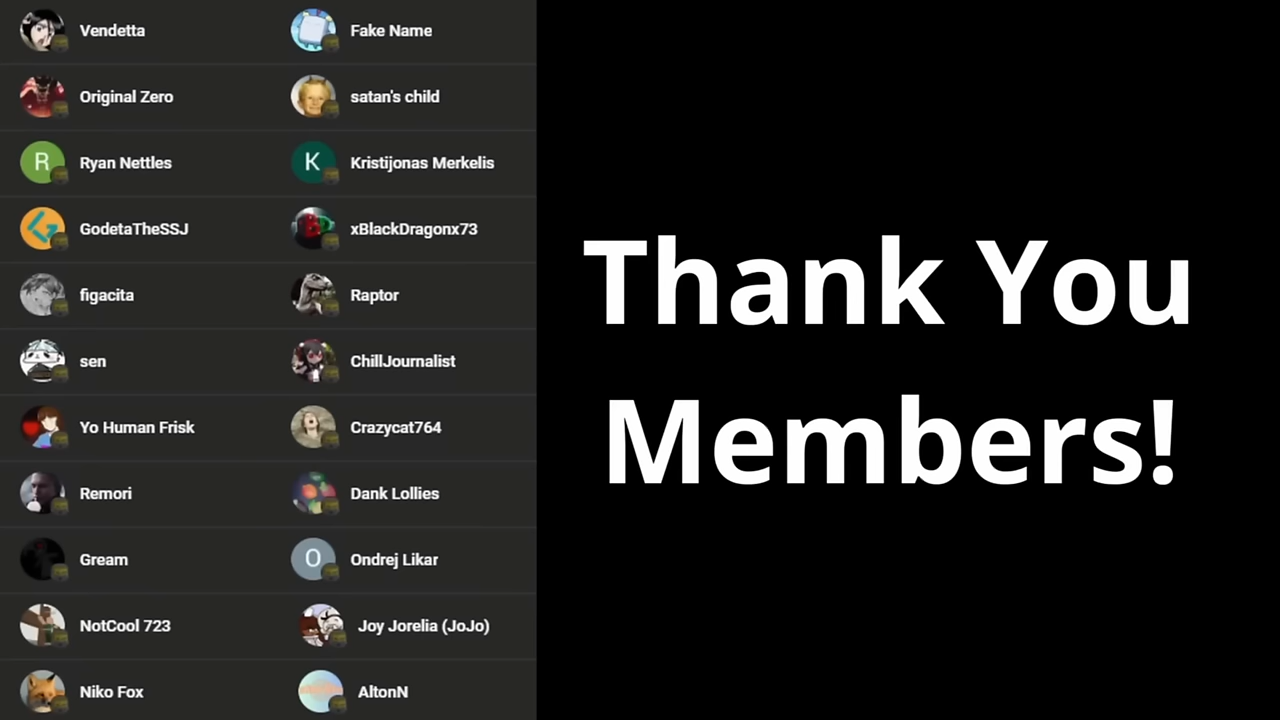 Vendetta
Fake Name
Original Zero
satan's child
R
Ryan Nettles
K
Kristijonas Merkelis
GodetaTheSSJ
xBlackDragonx73
figacita
Raptor
sen
ChillJournalist
Yo Human Frisk
Crazycat764
Remori
Dank Lollies
Gream
O
Ondrej Likar
NotCool 723
Joy Jorelia (JoJo)
Niko Fox
AltonN
Thank You
Members!